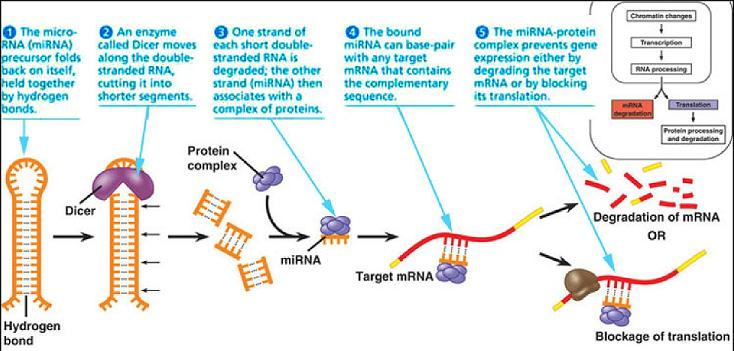 1 The micro-
RNA (miRNA)
precursor folds
back on itself,
held together
by hydrogen
bonds.
2 An enzyme
called Dicer moves
along the double-
stranded RNA,
cutting it into
shorter segments.
3 One strand of
each short double-
stranded RNA is
degraded; the other
strand (miRNA) then
associates with a
complex of proteins.
4 The bound
miRNA can base-pair
with any target
mRNA that contains
the complementary
sequence.
5 The miRNA-protein
complex prevents gene
expression either by
degrading the target
mRNA or by blocking
its translation.
Chromatin changes
Transcription
RNA processing
mRNA
degradation
Translation
Protein processing
and degradation
Protein
complex
Dicer
miRNA
Target mRNA
Degradation of mRNA
OR
Hydrogen
bond
Blockage of translation